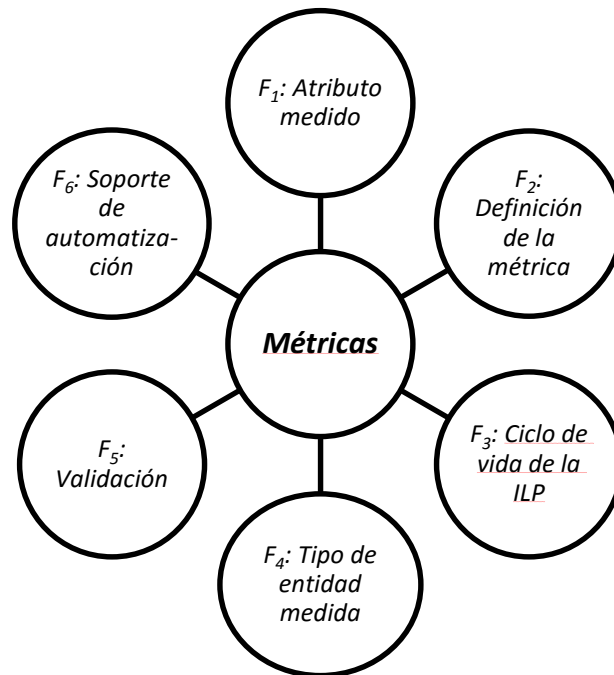 F1: Atributo
medido
F2:
Definición
de la
métrica
F3: Ciclo de
vida de la
ILP
F4: Tipo de
entidad
medida
F5:
Validación
F6: Soporte
de
automatiza-
ción
Métricas